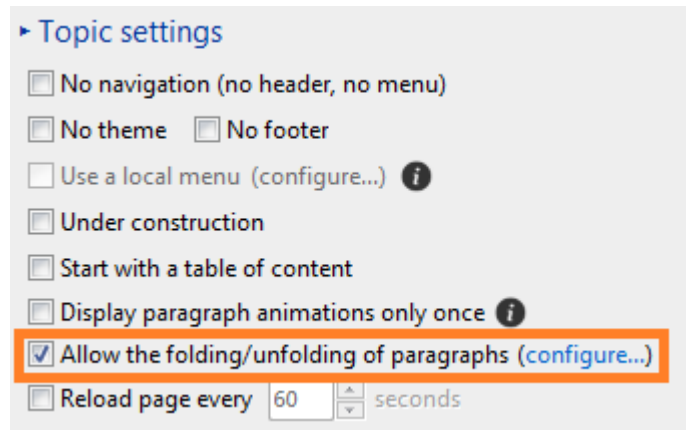 Topic settings
No navigation (no header, no menu)
No theme No footer
Use a local menu (configure...) i
Under construction
Start with a table of content
Display paragraph animations only once i
Allow the folding/unfolding of paragraphs (configure...)
Reload page every 60 seconds